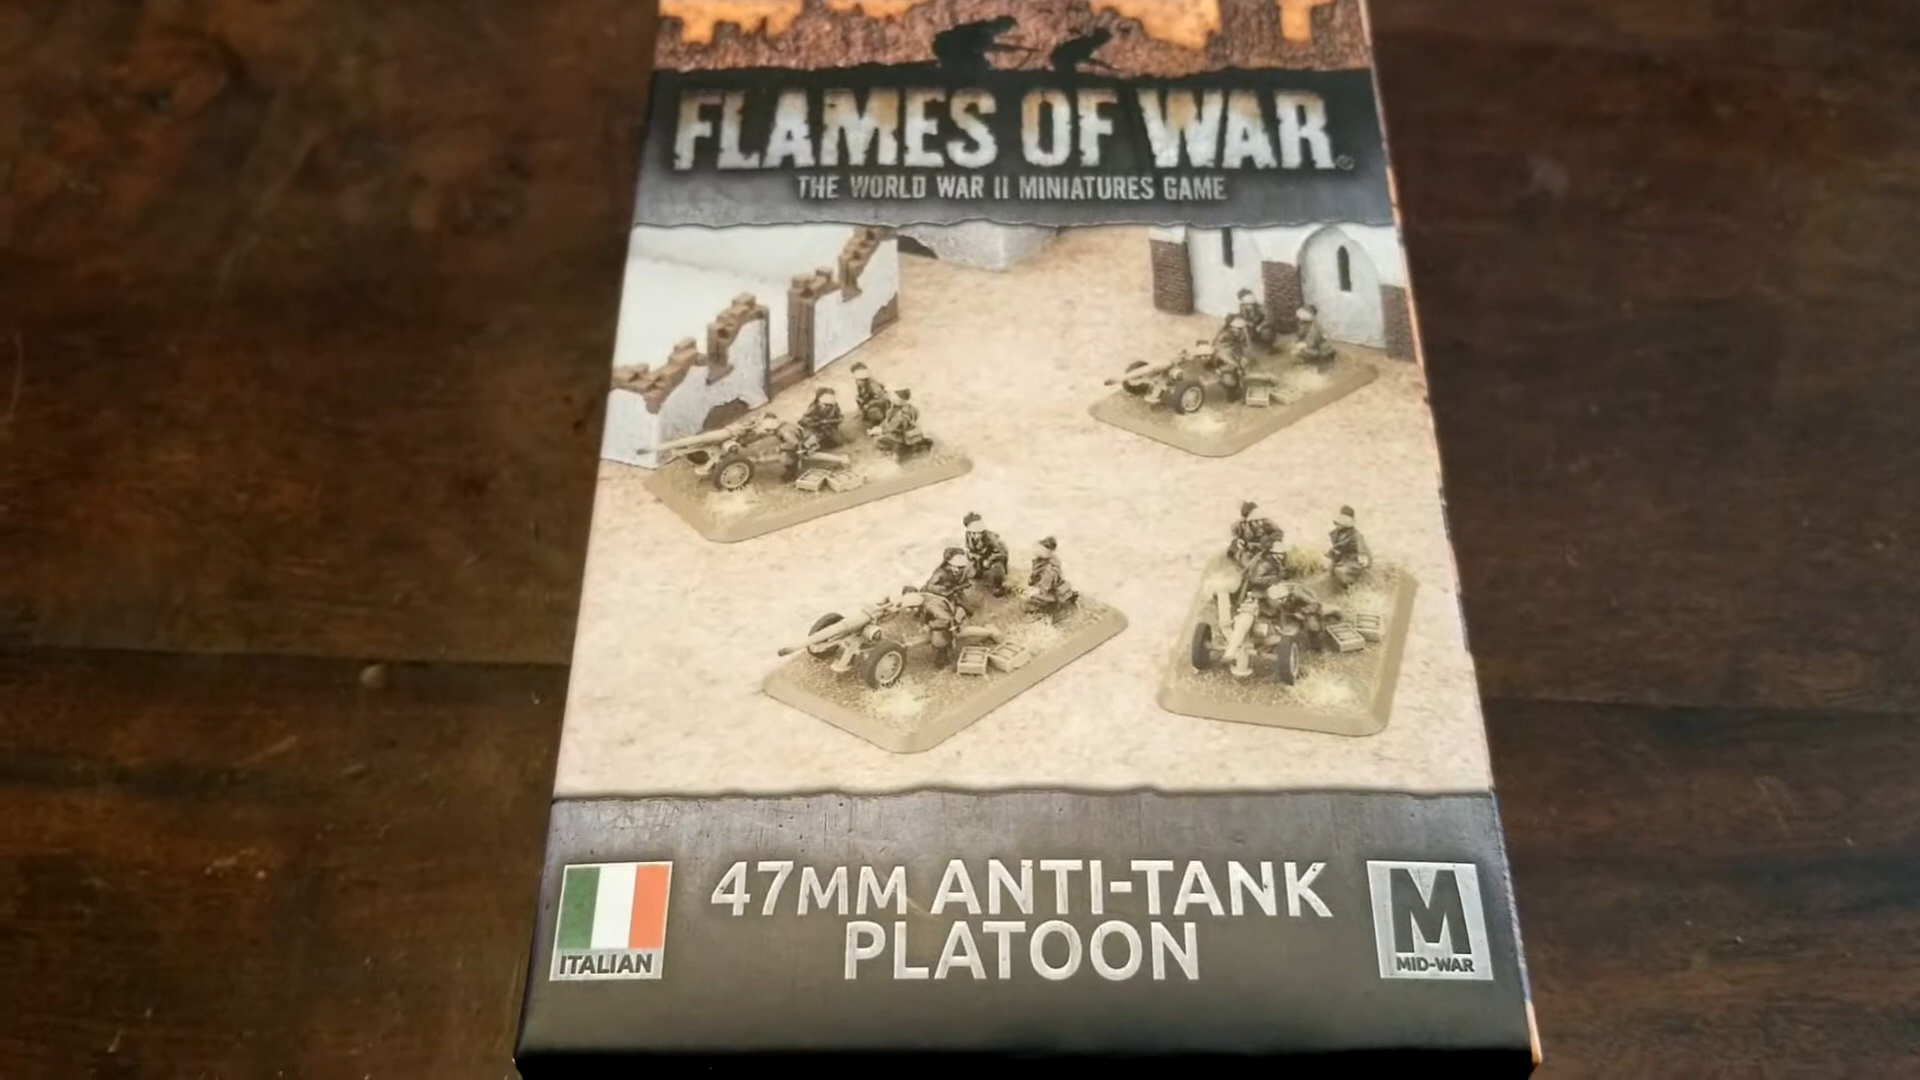 FLAMES OF WAR®
THE WORLD WAR II MINIATURES GAME
47MM ANTI-TANK
PLATOON
ITALIAN
M
MID-WAR